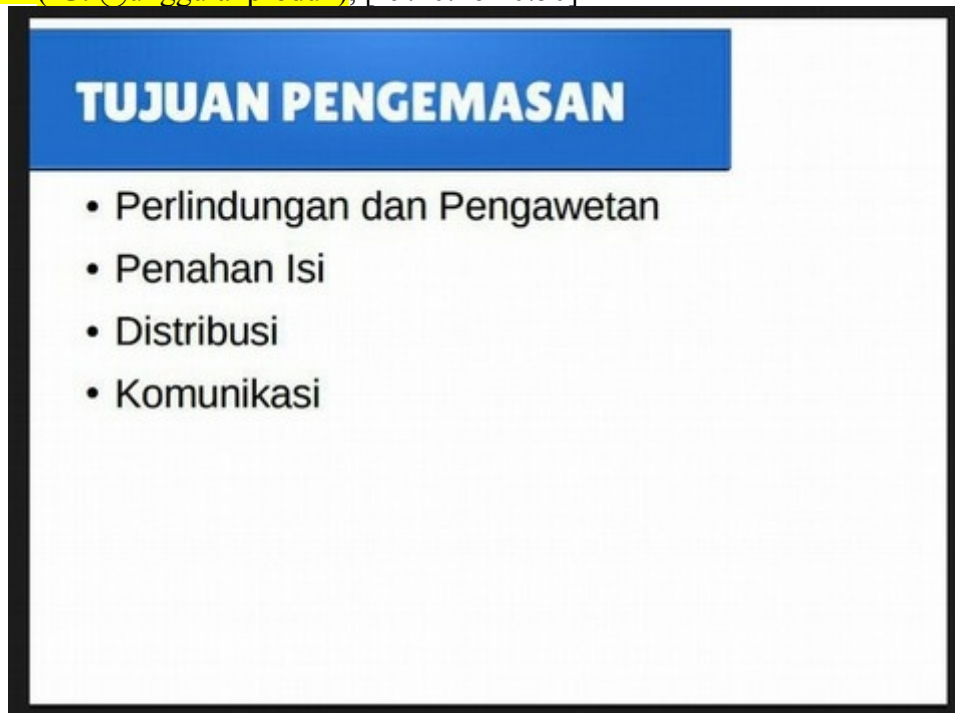 TUJUAN PENGEMASAN
• Perlindungan dan Pengawetan
• Penahan Isi
• Distribusi
• Komunikasi